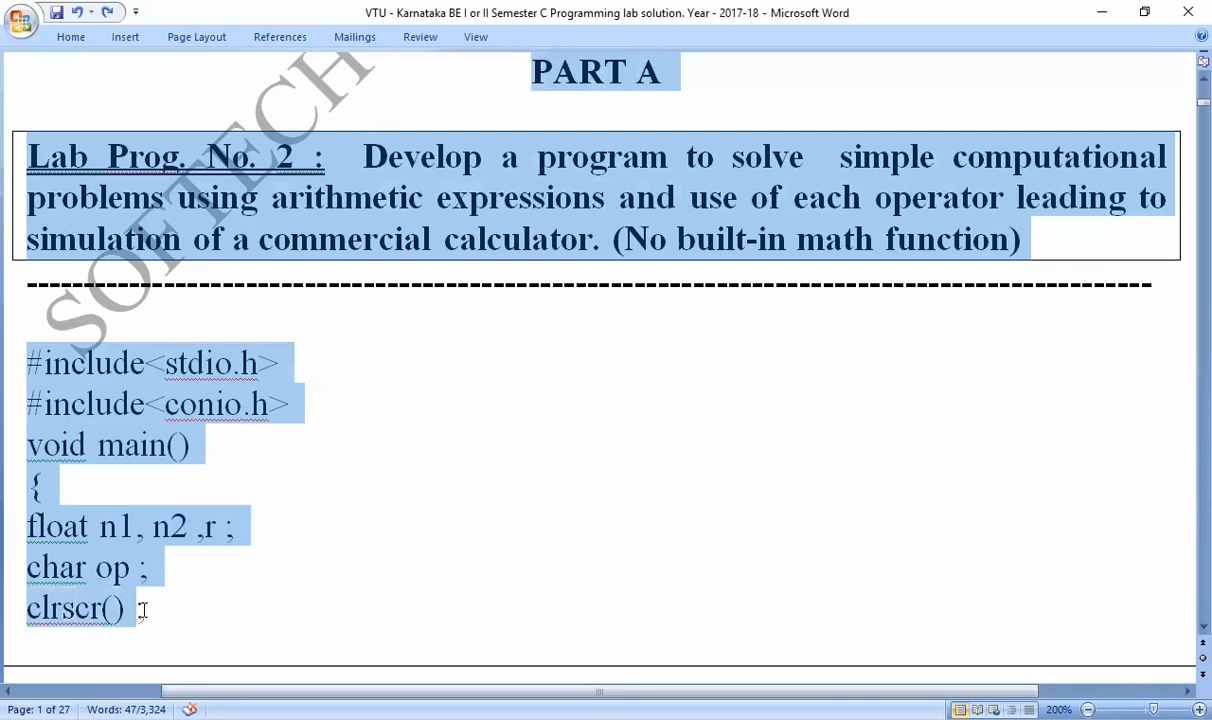 VTU - Karnataka BE I or II Semester C Programming lab solution. Year - 2017-18 - Microsoft Word
Home Insert Page Layout References Mailings Review View
PART A
SOFTECH
Lab Prog. No. 2 : Develop a program to solve simple computational
problems using arithmetic expressions and use of each operator leading to
simulation of a commercial calculator. (No built-in math function)
--------------------------------------------------------------------------------
#include<stdio.h>
#include<conio.h>
void main()
{
float n1, n2 ,r ;
char op ;
clrscr() ;
Page: 1 of 27 Words: 47/3,324 200%